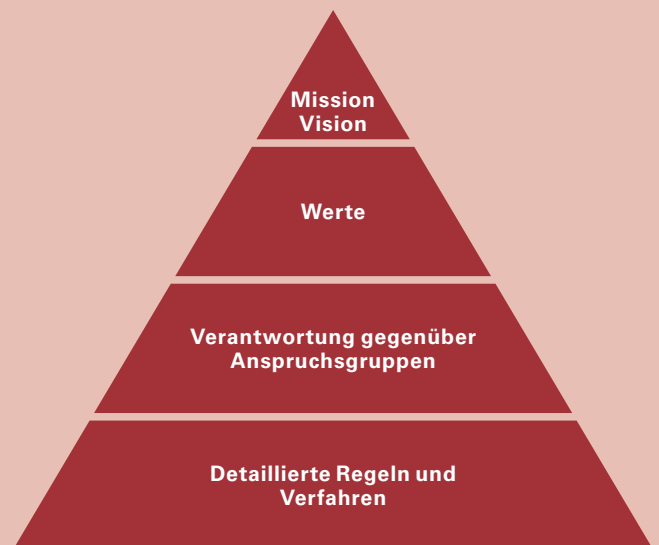 Mission
Vision
Werte
Verantwortung gegenüber
Anspruchsgruppen
Detaillierte Regeln und
Verfahren